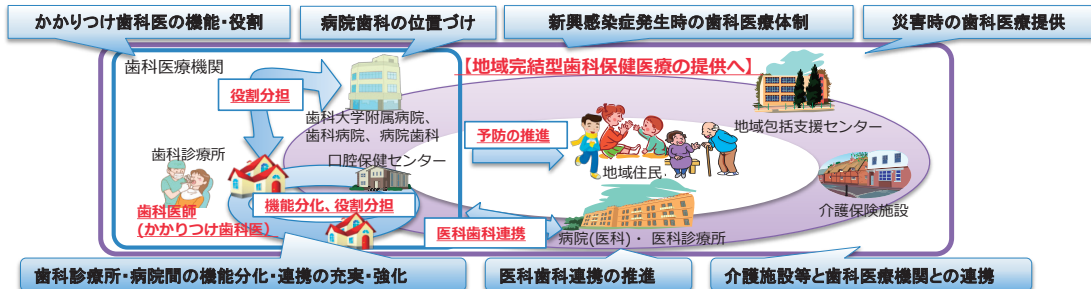 かかりつけ歯科医の機能・役割
病院歯科の位置づけ
新興感染症発生時の歯科医療体制
災害時の歯科医療提供
歯科医療機関
【地域完結型歯科保健医療の提供へ】
役割分担
歯科大学附属病院、
歯科病院、病院歯科
地域包括支援センター
予防の推進
歯科診療所
口腔保健センター
地域住民
介護保険施設
歯科医師
(かかりつけ歯科医)
機能分化、役割分担
医科歯科連携
病院(医科)・医科診療所
歯科診療所・病院間の機能分化・連携の充実・強化
医科歯科連携の推進
介護施設等と歯科医療機関との連携